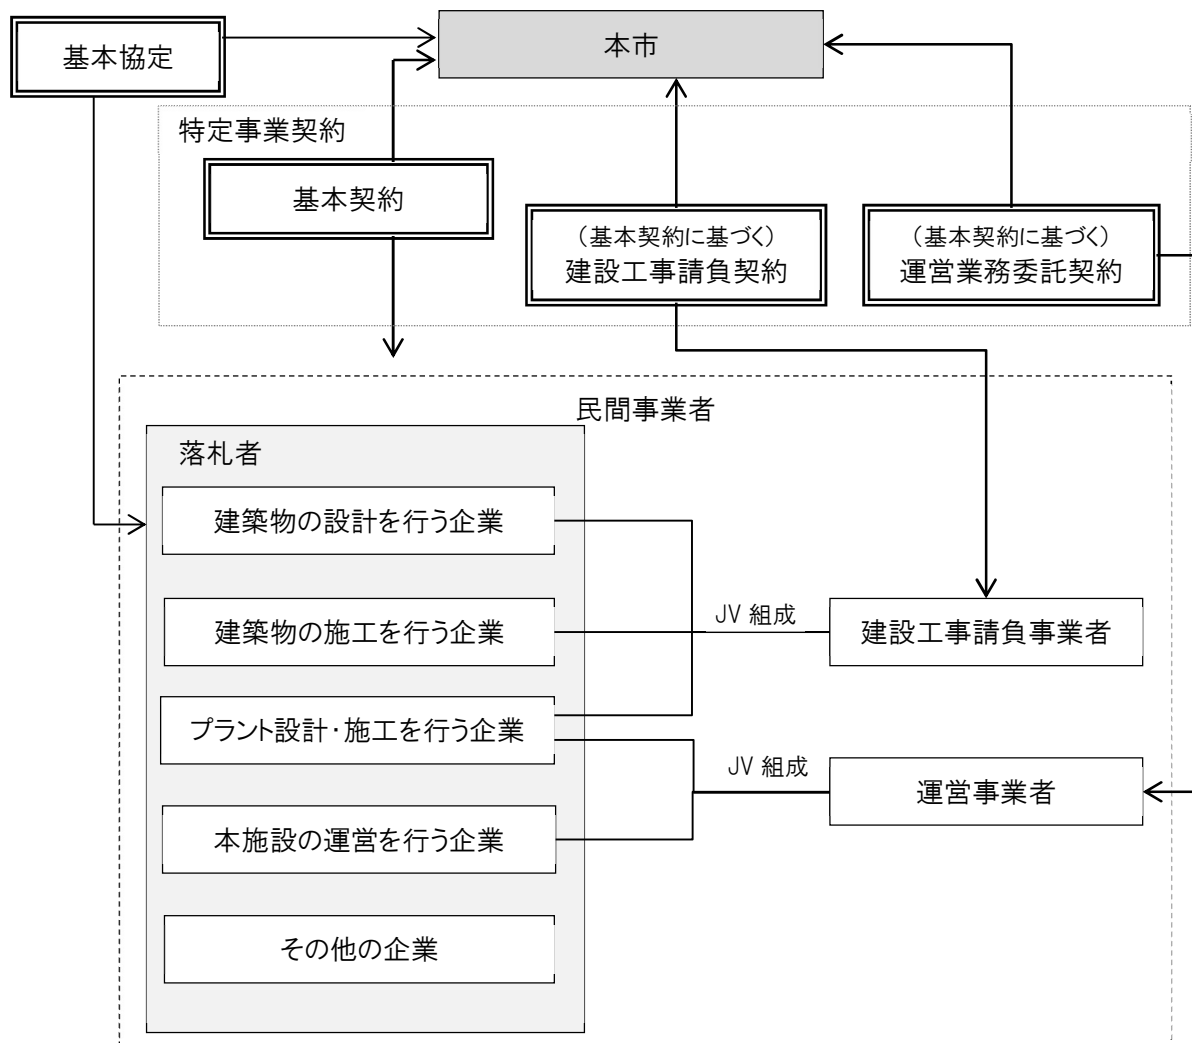 基本協定
本市
特定事業契約
基本契約
（基本契約に基づく）
建設工事請負契約
（基本契約に基づく）
運営業務委託契約
民間事業者
落札者
建築物の設計を行う企業
建築物の施工を行う企業
JV 組成
建設工事請負事業者
プラント設計・施工を行う企業
JV 組成
運営事業者
本施設の運営を行う企業
その他の企業